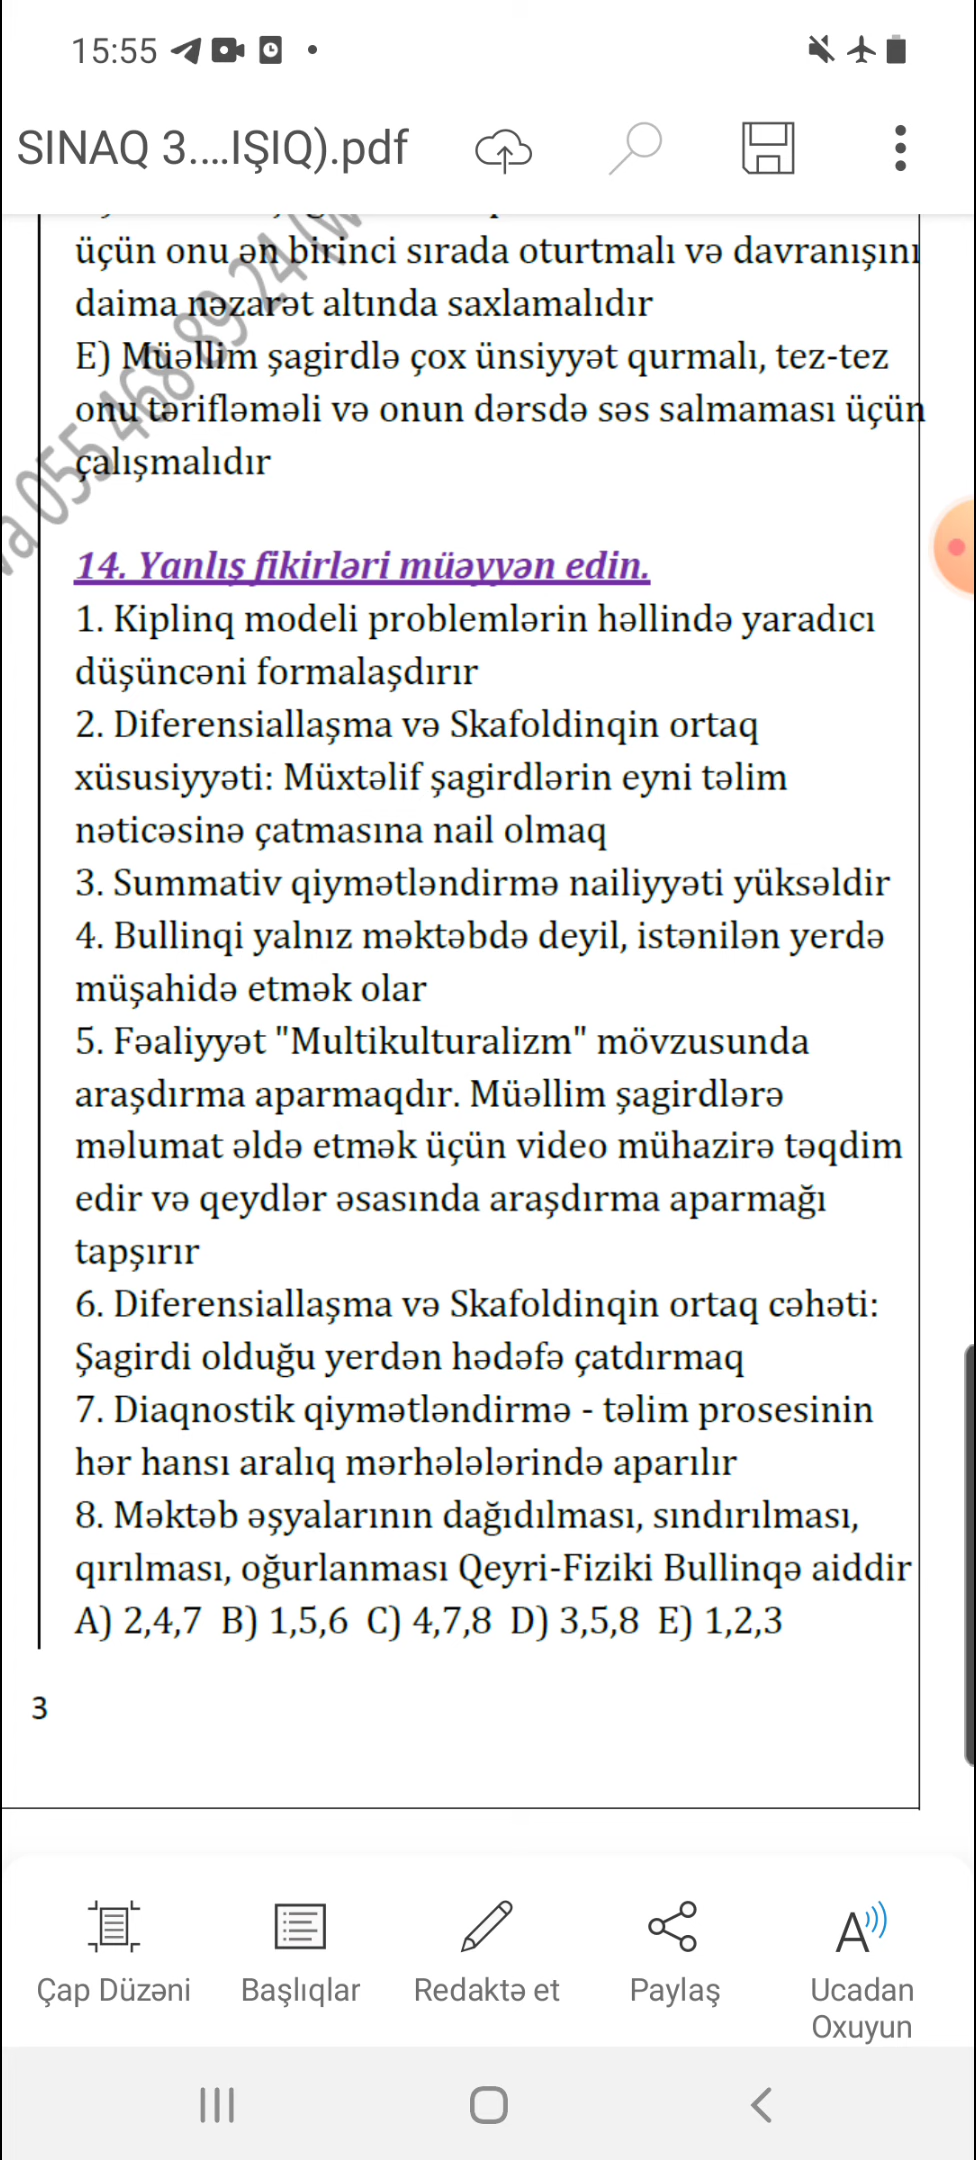 15:55
SINAQ 3....IŞIQ).pdf
üçün onu ən birinci sırada oturtmalı və davranışını
daima nəzarət altında saxlamalıdır
E) Müəllim şagirdlə çox ünsiyyət qurmalı, tez-tez
onu tərifləməli və onun dərsdə səs salmaması üçün
çalışmalıdır
055 468 89 24
14. Yanlış fikirləri müəyyən edin.
1. Kiplinq modeli problemlərin həllində yaradıcı
düşüncəni formalaşdırır
2. Diferensiallaşma və Skafoldinqin ortaq
xüsusiyyəti: Müxtəlif şagirdlərin eyni təlim
nəticəsinə çatmasına nail olmaq
3. Summativ qiymətləndirmə nailiyyəti yüksəldir
4. Bullinqi yalnız məktəbdə deyil, istənilən yerdə
müşahidə etmək olar
5. Fəaliyyət "Multikulturalizm" mövzusunda
araşdırma aparmaqdır. Müəllim şagirdlərə
məlumat əldə etmək üçün video mühazirə təqdim
edir və qeydlər əsasında araşdırma aparmağı
tapşırır
6. Diferensiallaşma və Skafoldinqin ortaq cəhəti:
Şagirdi olduğu yerdən hədəfə çatdırmaq
7. Diaqnostik qiymətləndirmə - təlim prosesinin
hər hansı aralıq mərhələlərində aparılır
8. Məktəb əşyalarının dağıdılması, sındırılması,
qırılması, oğurlanması Qeyri-Fiziki Bullinqə aiddir
A) 2,4,7 B) 1,5,6 C) 4,7,8 D) 3,5,8 E) 1,2,3
3
Çap Düzəni
Başlıqlar
Redaktə et
Paylaş
Ucadan
Oxuyun